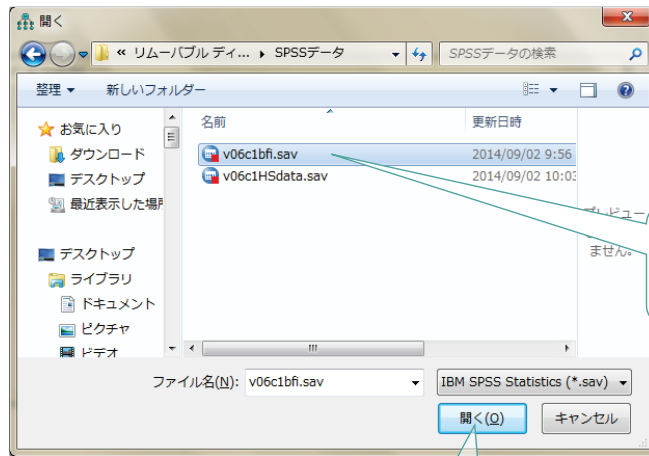 開く
« リムーバブル ディ... ▸ SPSSデータ
SPSSデータの検索
整理 ▼ 新しいフォルダー
お気に入り
ダウンロード
デスクトップ
最近表示した場所
デスクトップ
ライブラリ
ドキュメント
ピクチャ
ビデオ
名前 更新日時
v06c1bfi.sav 2014/09/02 9:56
v06c1HSdata.sav 2014/09/02 10:03
プレビュー
ません。
ファイル名(N): v06c1bfi.sav
IBM SPSS Statistics (*.sav)
開く(O) キャンセル